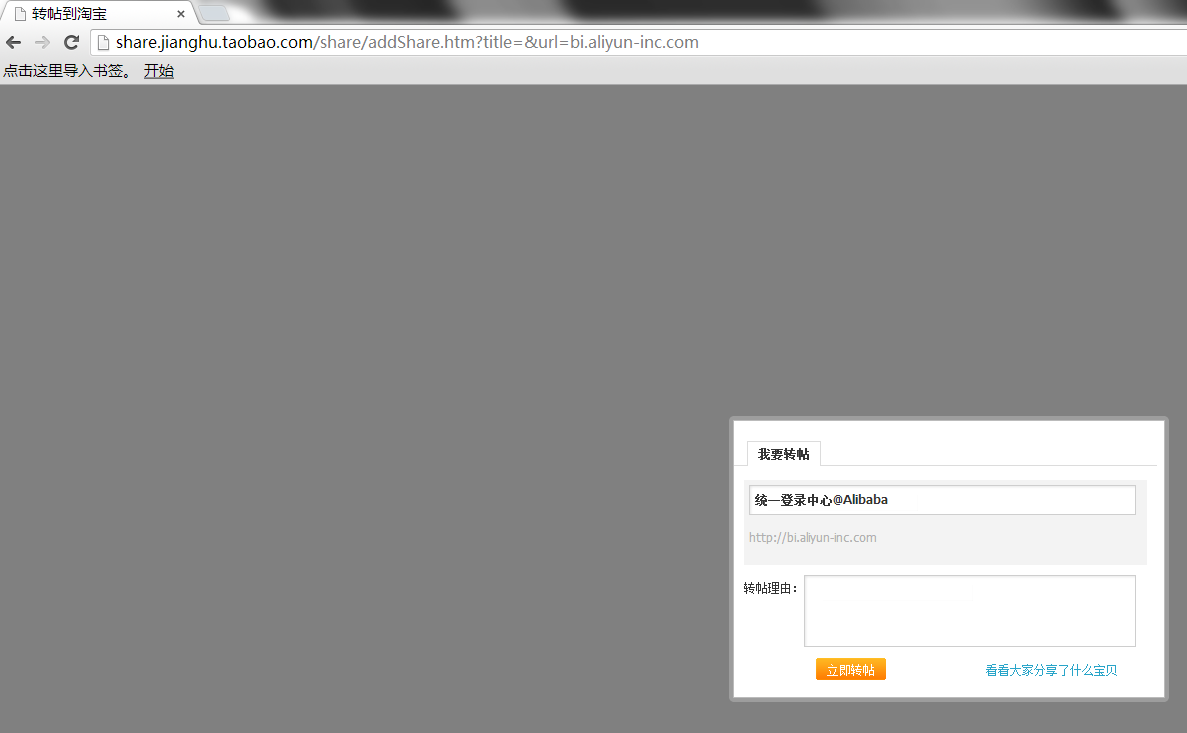 转帖到淘宝
share.jianghu.taobao.com/share/addShare.htm?title=&url=bi.aliyun-inc.com
点击这里导入书签。 开始
我要转帖
统一登录中心@Alibaba
http://bi.aliyun-inc.com
转帖理由：
立即转帖 看看大家分享了什么宝贝